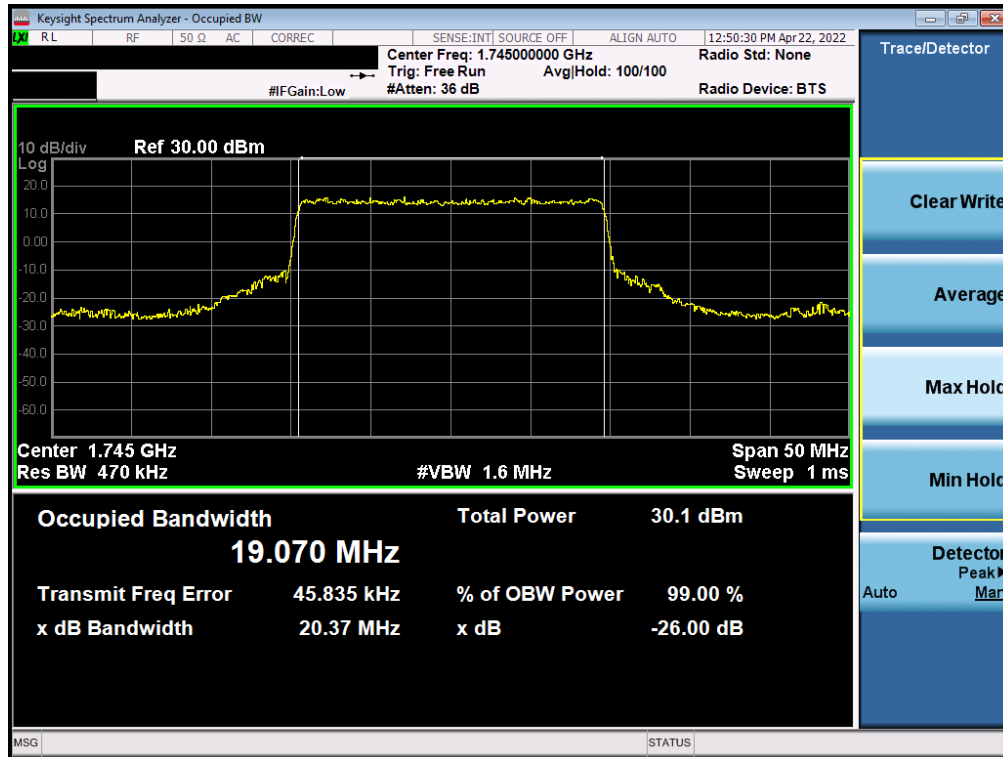 Keysight Spectrum Analyzer - Occupied BW
LXI RL RF 50 Ω AC CORREC SENSE:INT SOURCE OFF ALIGN AUTO 12:50:30 PM Apr 22, 2022
Center Freq: 1.745000000 GHz Radio Std: None
Trig: Free Run Avg|Hold: 100/100
#IFGain:Low #Atten: 36 dB Radio Device: BTS
10 dB/div Ref 30.00 dBm
Log
20.0
10.0
0.00
-10.0
-20.0
-30.0
-40.0
-50.0
-60.0
Center 1.745 GHz Span 50 MHz
Res BW 470 kHz #VBW 1.6 MHz Sweep 1 ms
Occupied Bandwidth Total Power 30.1 dBm
19.070 MHz
Transmit Freq Error 45.835 kHz % of OBW Power 99.00 %
x dB Bandwidth 20.37 MHz x dB -26.00 dB
MSG STATUS
Trace/Detector
Clear Write
Average
Max Hold
Min Hold
Detector
Peak▶
Auto Man